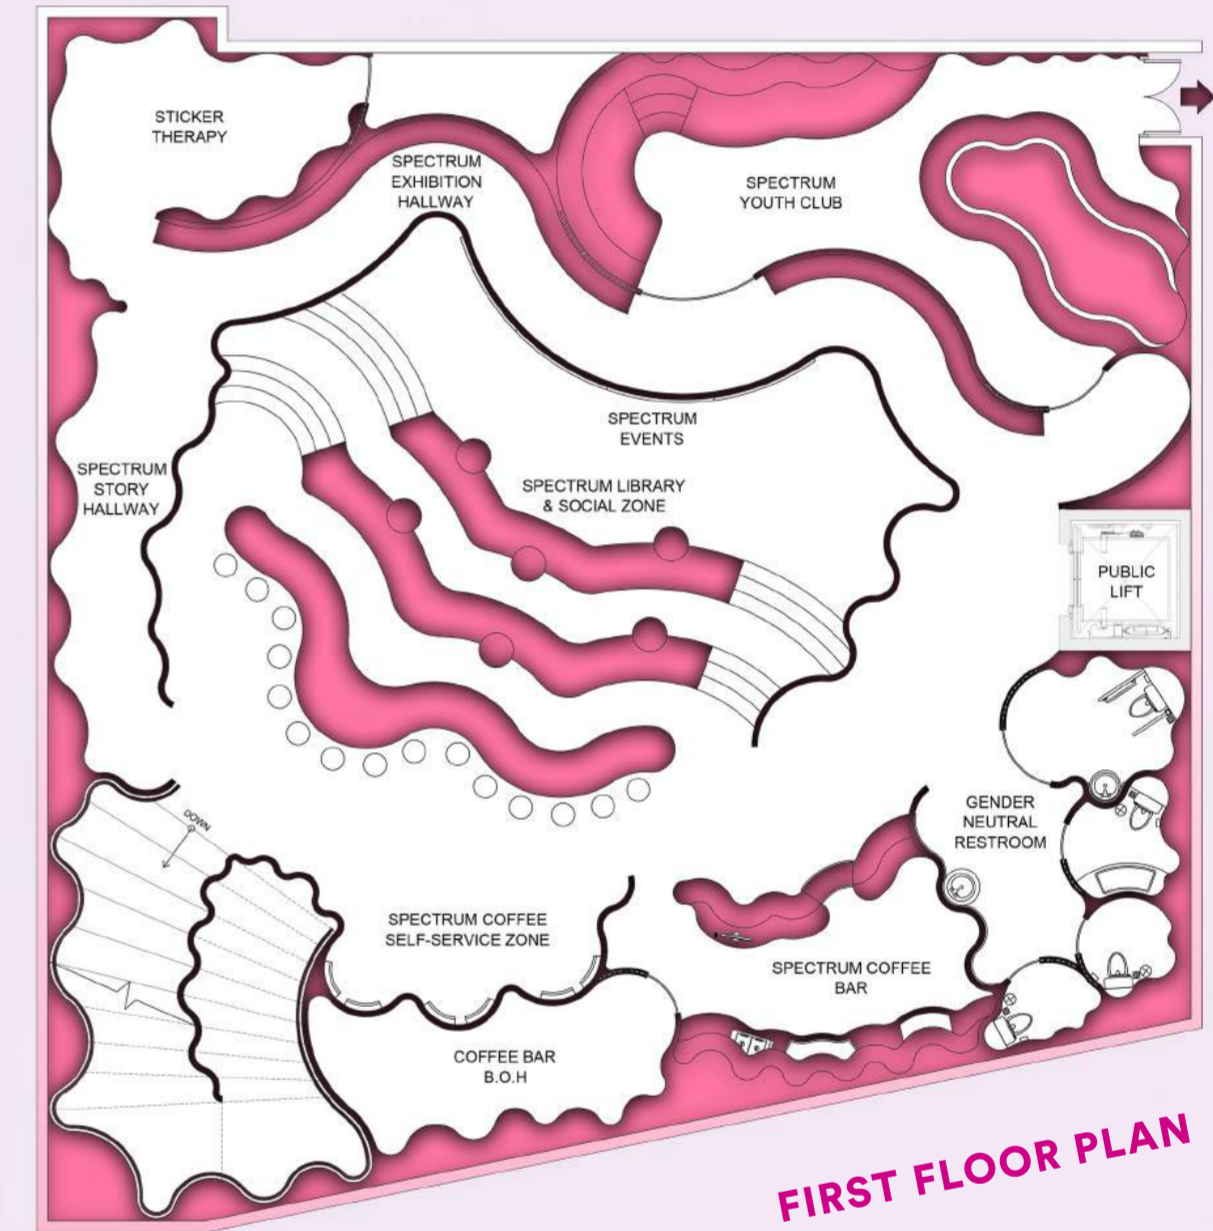 STICKER
THERAPY
SPECTRUM
EXHIBITION
HALLWAY
SPECTRUM
YOUTH CLUB
SPECTRUM
EVENTS
SPECTRUM
STORY
HALLWAY
SPECTRUM LIBRARY
& SOCIAL ZONE
PUBLIC
LIFT
DOWN
GENDER
NEUTRAL
RESTROOM
SPECTRUM COFFEE
SELF-SERVICE ZONE
SPECTRUM COFFEE
BAR
COFFEE BAR
B.O.H
FIRST FLOOR PLAN